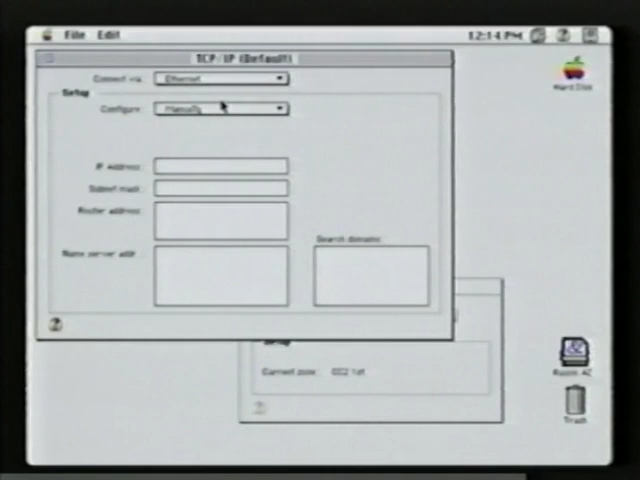 File Edit 12:14 PM
TCP/IP (Default)
Connect via: Ethernet
Setup
Configure: Manually
IP Address:
Subnet mask:
Router address:
Search domains:
Name server addr.:
Setup
Current zone:
Hard Disk
Trash